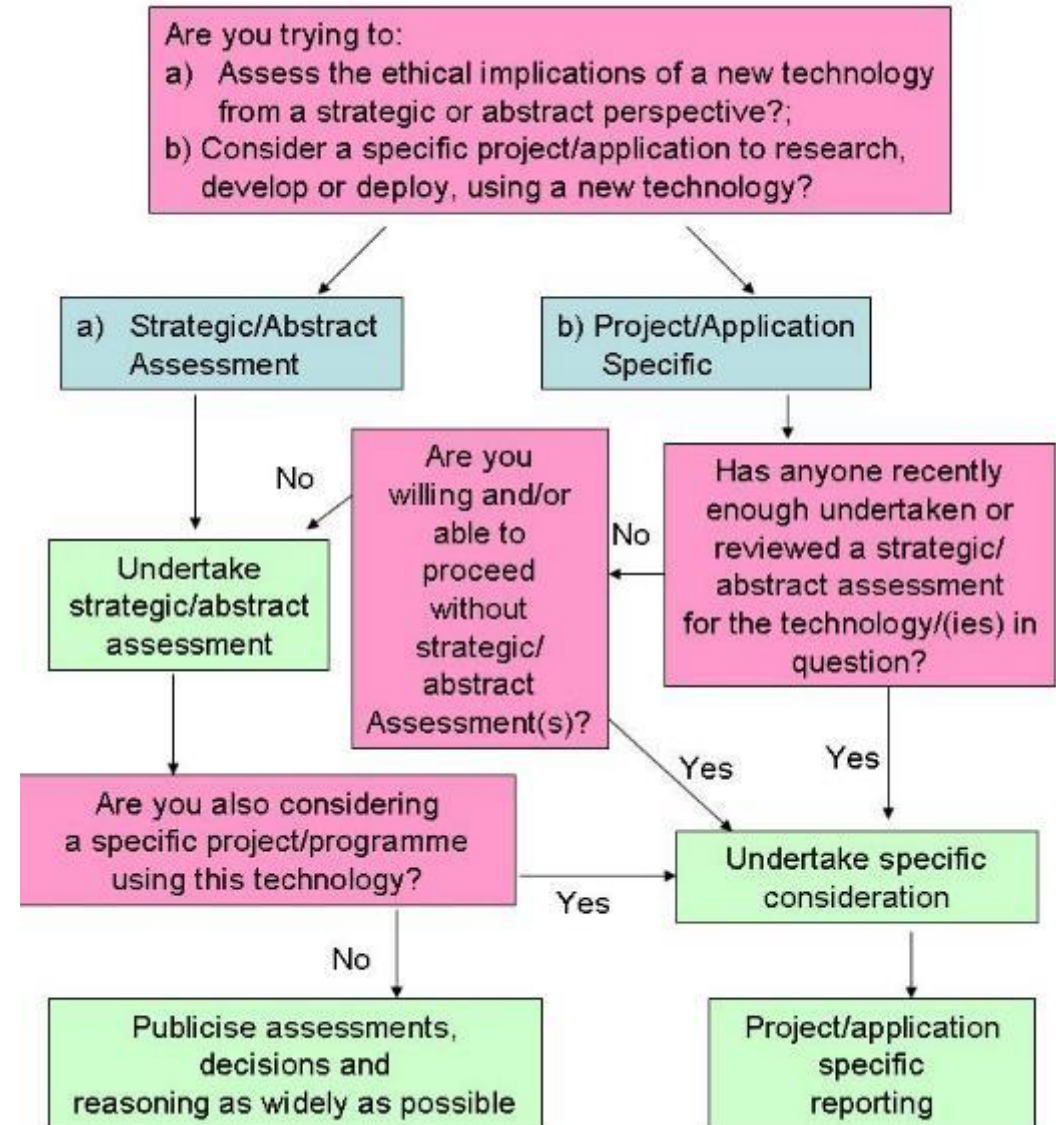 Are you trying to:
a) Assess the ethical implications of a new technology
from a strategic or abstract perspective?;
b) Consider a specific project/application to research,
develop or deploy, using a new technology?
a) Strategic/Abstract
Assessment
b) Project/Application
Specific
No
Are you
willing and/or
able to
proceed
without
strategic/
abstract
Assessment(s)?
No
Has anyone recently
enough undertaken or
reviewed a strategic/
abstract assessment
for the technology/(ies) in
question?
Undertake
strategic/abstract
assessment
Yes
Yes
Are you also considering
a specific project/programme
using this technology?
Yes
Undertake specific
consideration
No
Publicise assessments,
decisions and
reasoning as widely as possible
Project/application
specific
reporting